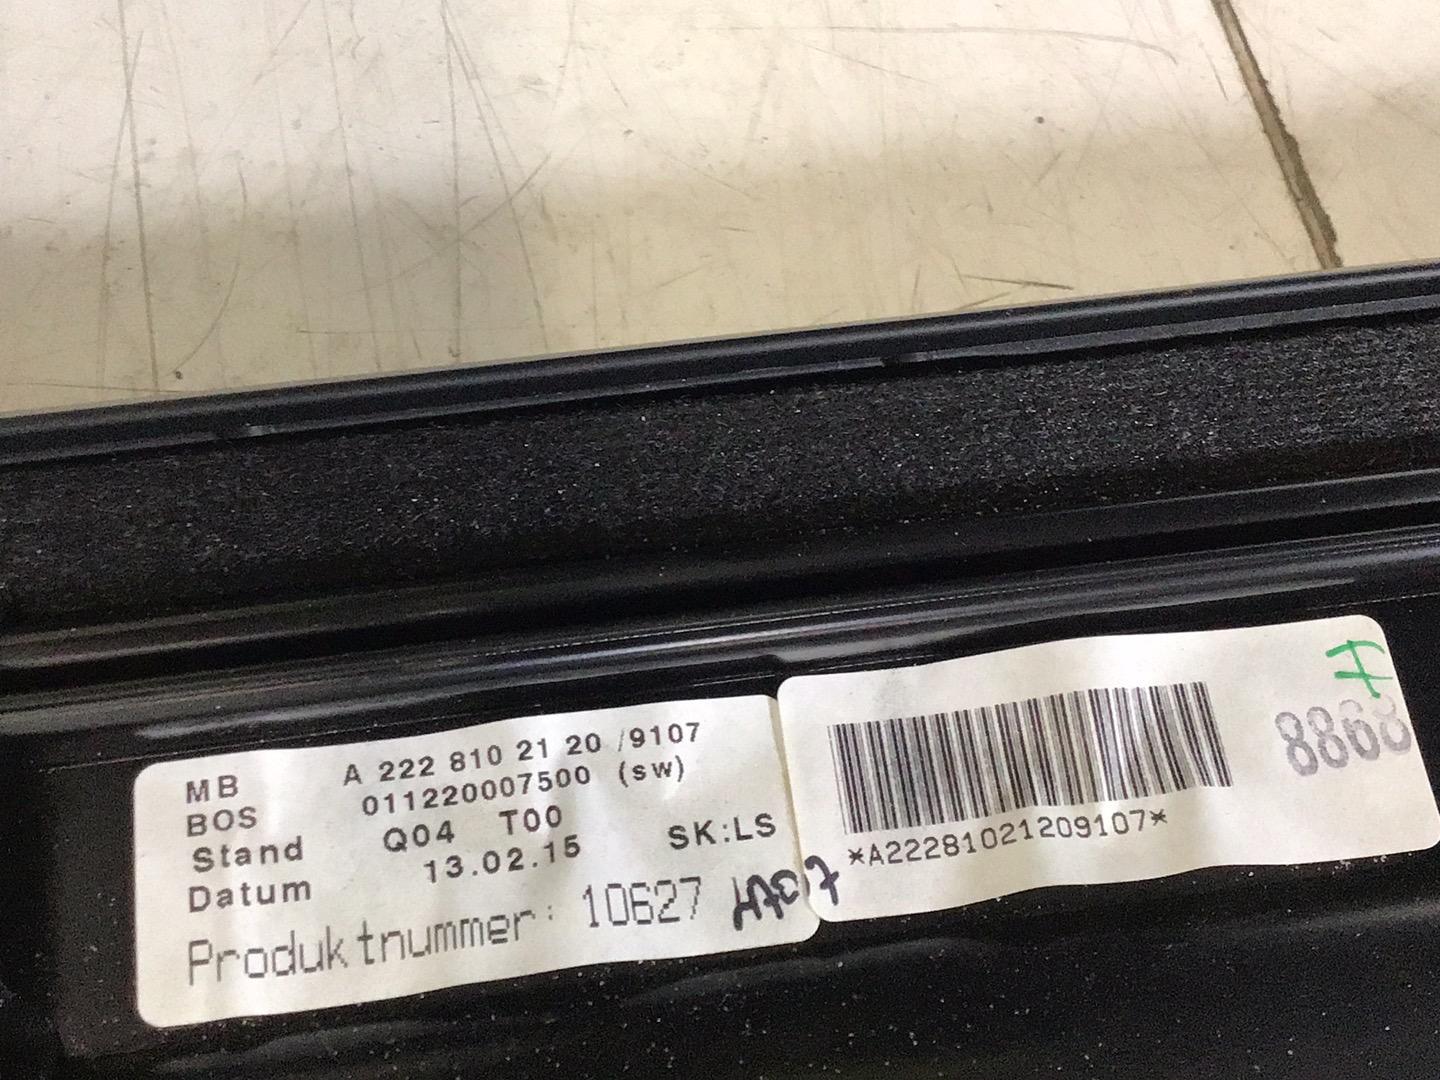 MB A 222 810 21 20 /9107
BOS 011220007500 (sw)
Stand Q04 T00
Datum 13.02.15 SK:LS
Produktnummer: 10627
*A22281021209107*
8868